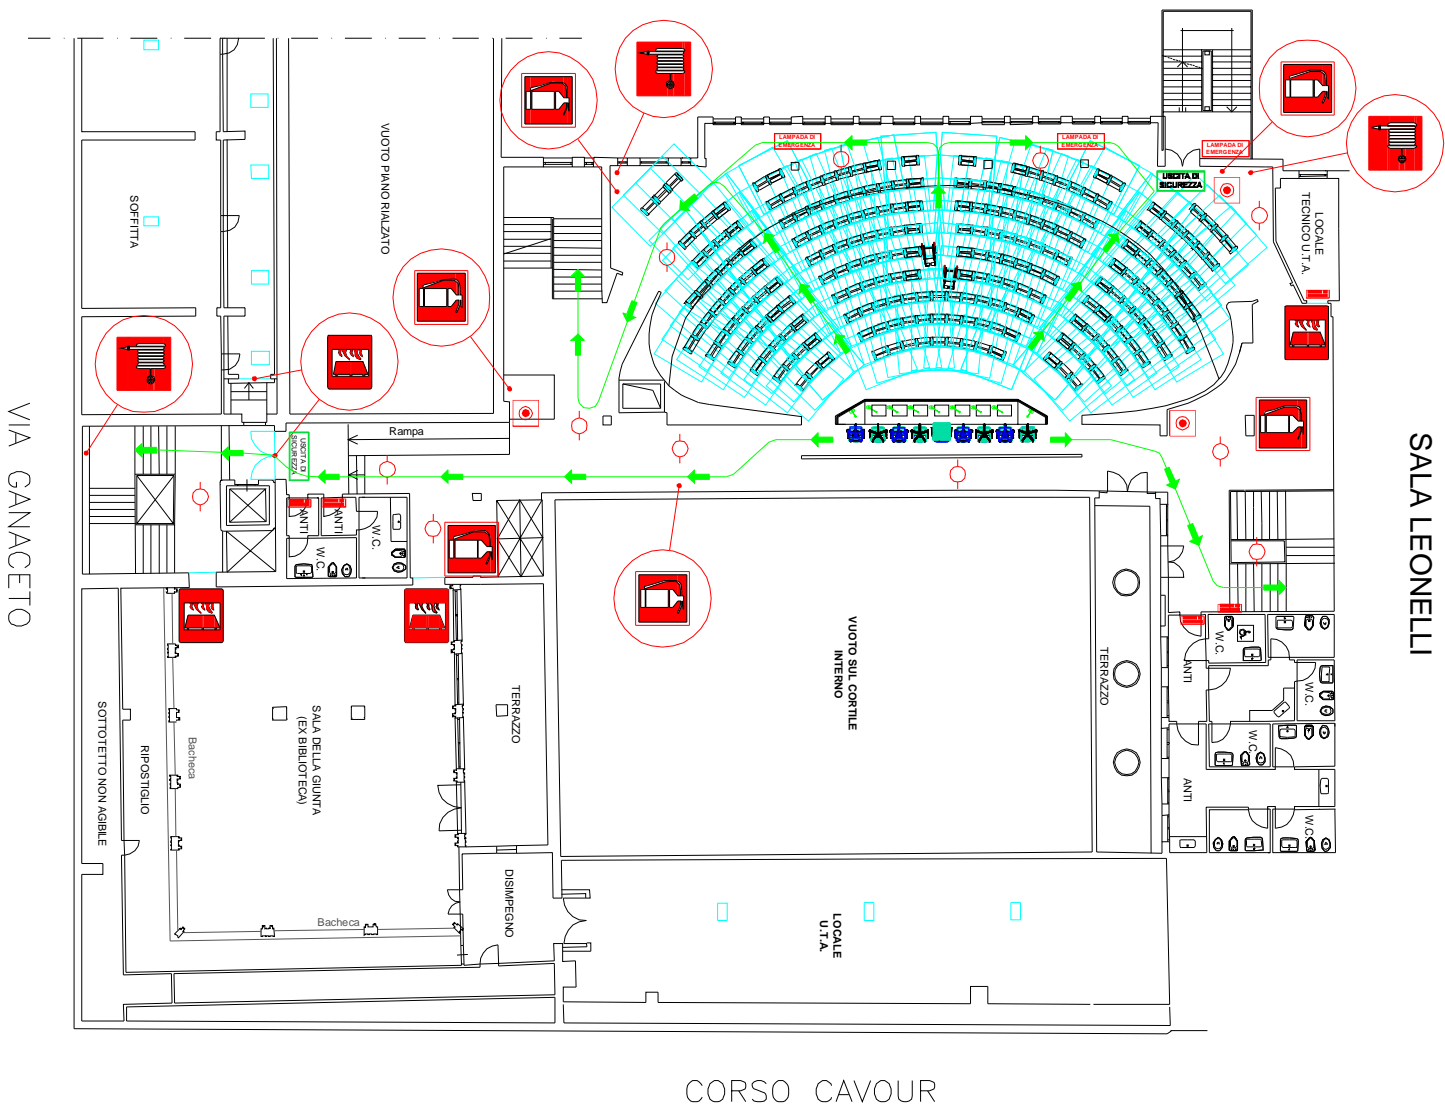 LAMPADA DI
EMERGENZA
LAMPADA DI
EMERGENZA
LAMPADA DI
EMERGENZA
USCITA DI
SICUREZZA
VUOTO PIANO RIALZATO
SOFFITTA
LOCALE
TECNICO U.T.A.
Rampa
USCITA DI
SICUREZZA
VIA GANACETO
SALA LEONELLI
ANTI
ANTI
W.C.
W.C.
VUOTO SUL CORTILE
INTERNO
TERRAZZO
TERRAZZO
W.C.
ANTI
W.C.
W.C.
ANTI
W.C.
SALA DELLA GIUNTA
(EX BIBLIOTECA)
Bacheca
RIPOSTIGLIO
SOTTOTETTO NON AGIBILE
Bacheca
DISIMPEGNO
LOCALE
U.T.A.
CORSO CAVOUR